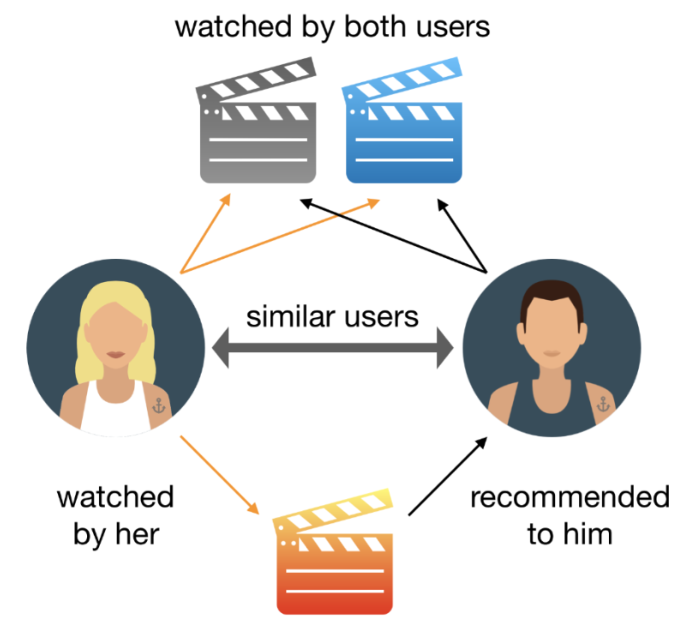 watched by both users
similar users
watched
by her
recommended
to him